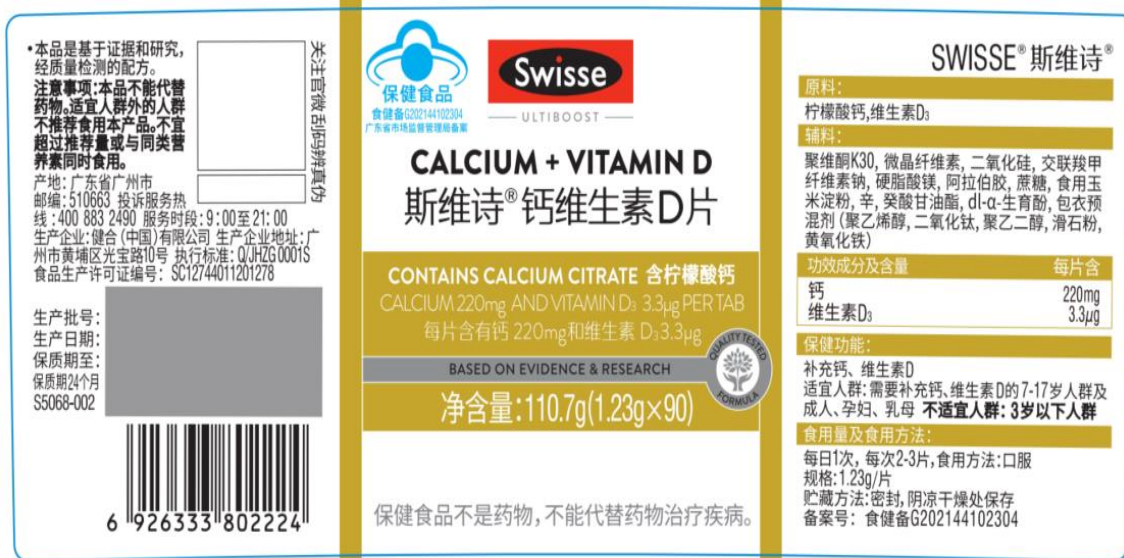 •本品是基于证据和研究，
经质量检测的配方。
注意事项：本品不能代替
药物。适宜人群外的人群
不推荐食用本产品。不宜
超过推荐量或与同类营
养素同时食用。
产地：广东省广州市
邮编：510663 投诉服务热
线：400 883 2490 服务时段：9：00至21：00
生产企业：健合（中国）有限公司 生产企业地址：广
州市黄埔区光宝路10号 执行标准：Q/JHZG 0001S
食品生产许可证编号： SC12744011201278
关注官微 刮码辨真伪
生产批号：
生产日期：
保质期至：
保质期24个月
S5068-002
6 926333 802224
保健食品
食健备G202144102304
广东省市场监督管理局备案
Swisse
ULTIBOOST
CALCIUM + VITAMIN D
斯维诗®钙维生素D片
CONTAINS CALCIUM CITRATE 含柠檬酸钙
CALCIUM 220mg AND VITAMIN D₃ 3.3µg PER TAB
每片含有钙 220mg和维生素 D₃3.3µg
BASED ON EVIDENCE & RESEARCH
QUALITY TESTED
FORMULA
净含量：110.7g(1.23g×90)
保健食品不是药物，不能代替药物治疗疾病。
SWISSE®斯维诗®
原料：
柠檬酸钙,维生素D₃
辅料：
聚维酮K30, 微晶纤维素, 二氧化硅, 交联羧甲
纤维素钠, 硬脂酸镁, 阿拉伯胶, 蔗糖, 食用玉
米淀粉, 辛, 癸酸甘油酯, dl-α-生育酚, 包衣预
混剂（聚乙烯醇, 二氧化钛, 聚乙二醇, 滑石粉,
黄氧化铁）
功效成分及含量 每片含
钙 220mg
维生素D₃ 3.3µg
保健功能：
补充钙、维生素D
适宜人群：需要补充钙、维生素D的7-17岁人群及
成人、孕妇、乳母 不适宜人群：3岁以下人群
食用量及食用方法：
每日1次，每次2-3片,食用方法：口服
规格：1.23g/片
贮藏方法：密封,阴凉干燥处保存
备案号：食健备G202144102304